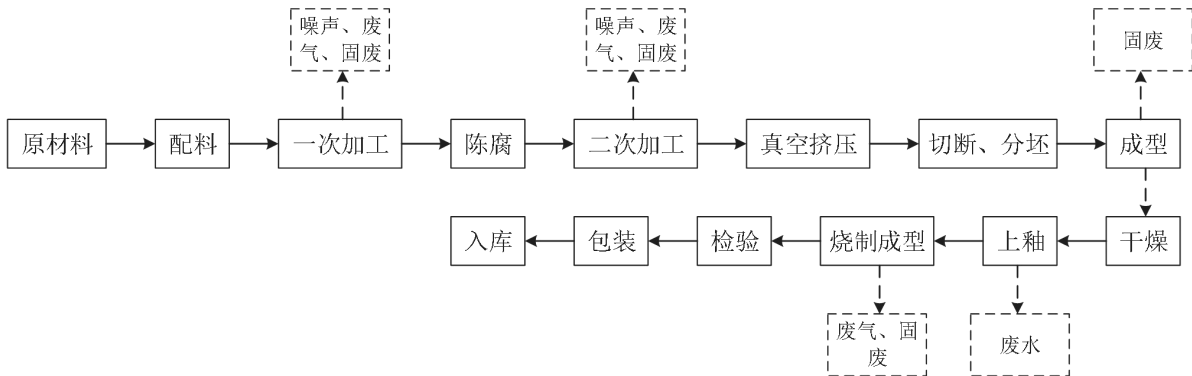 噪声、废
气、固废
噪声、废
气、固废
固废
原材料
配料
一次加工
陈腐
二次加工
真空挤压
切断、分坯
成型
入库
包装
检验
烧制成型
上釉
干燥
废气、固
废
废水